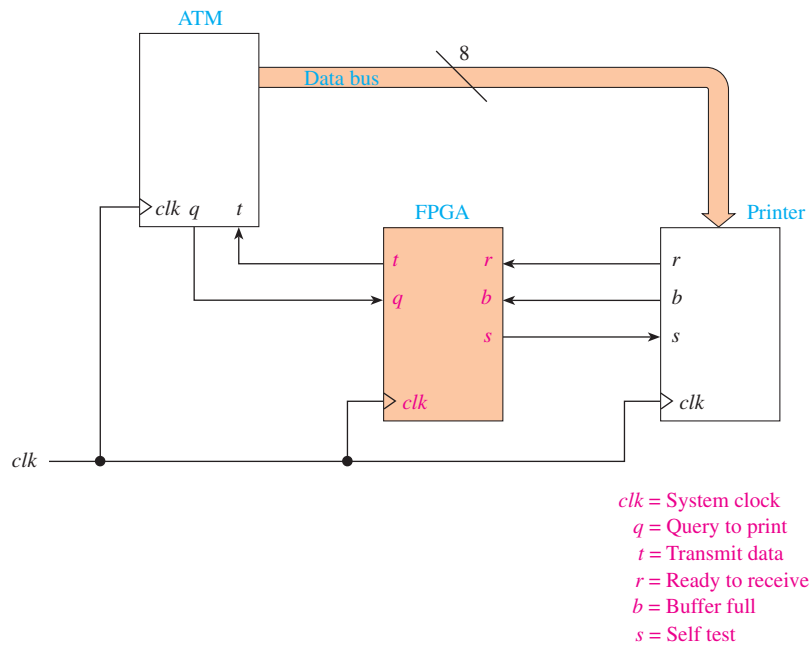 ATM
8
Data bus
clk q t
FPGA
Printer
t r
r
q b
b
s
s
clk
clk
clk
clk = System clock
q = Query to print
t = Transmit data
r = Ready to receive
b = Buffer full
s = Self test